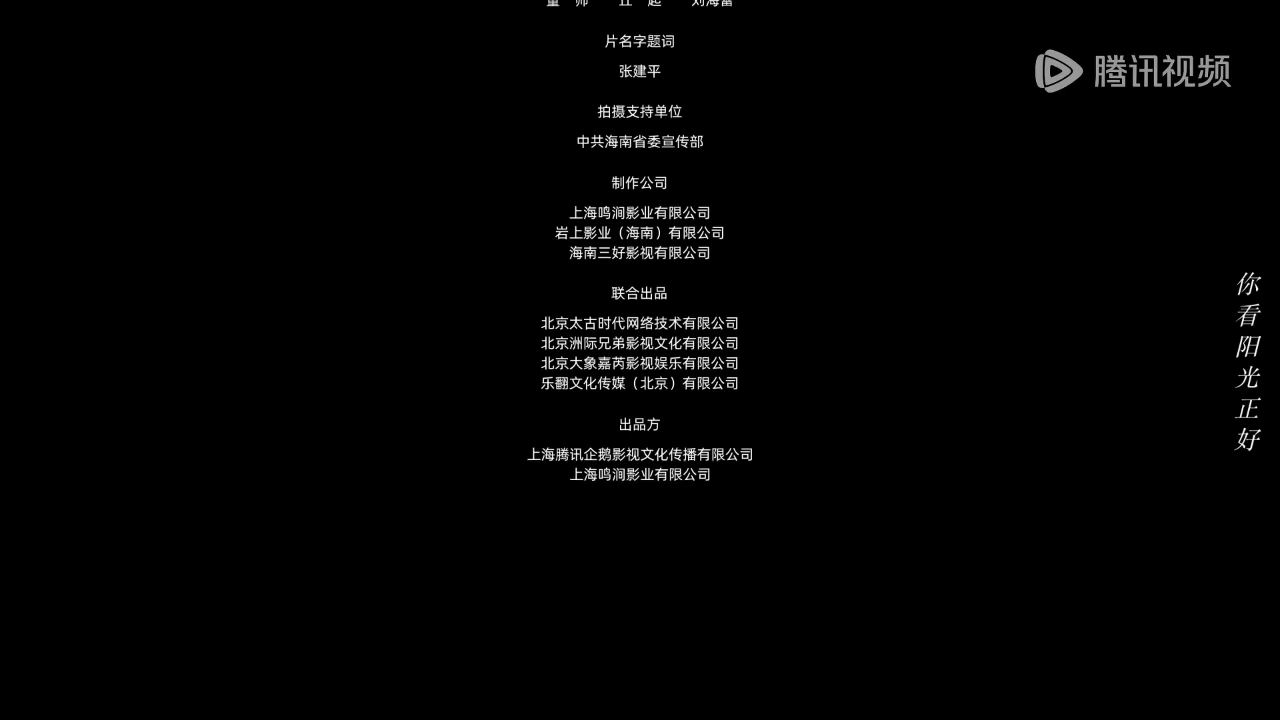 片名字题词
张建平
拍摄支持单位
中共海南省委宣传部
制作公司
上海鸣涧影业有限公司
岩上影业（海南）有限公司
海南三好影视有限公司
联合出品
北京太古时代网络技术有限公司
北京洲际兄弟影视文化有限公司
北京大象嘉芮影视娱乐有限公司
乐翻文化传媒（北京）有限公司
出品方
上海腾讯企鹅影视文化传播有限公司
上海鸣涧影业有限公司
腾讯视频
你看阳光正好